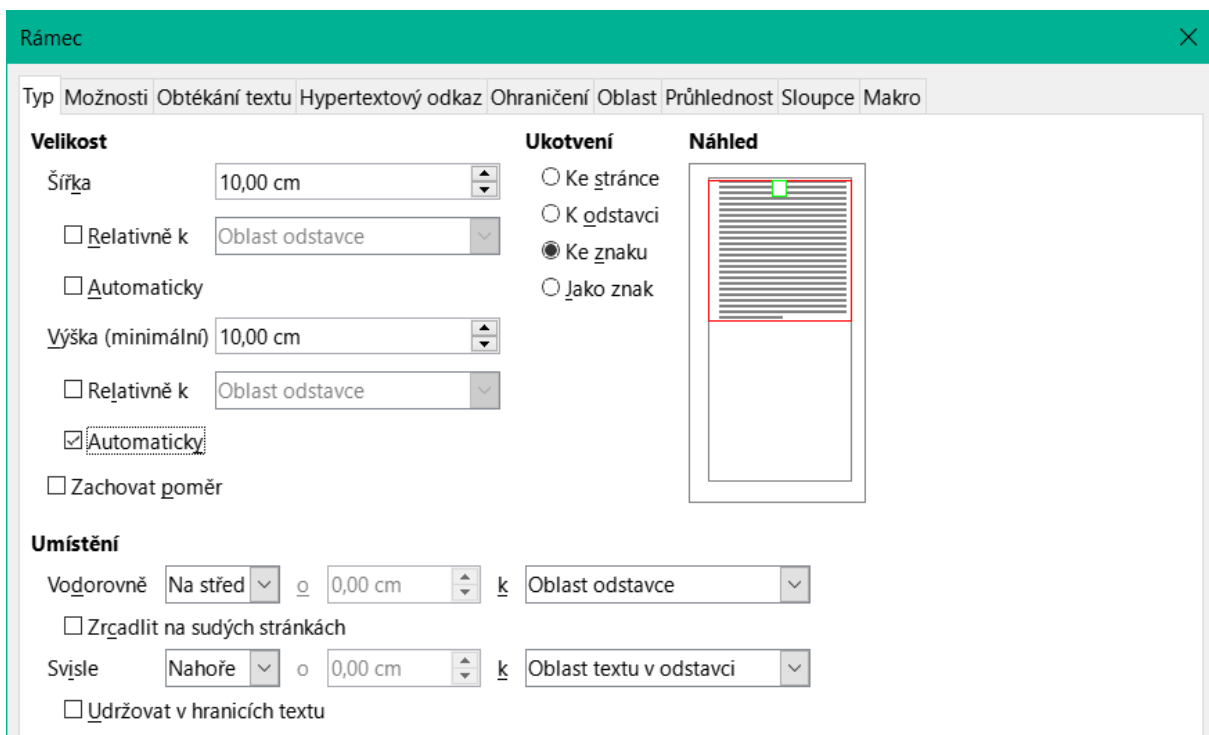 Rámec
Typ Možnosti Obtékání textu Hypertextový odkaz Ohraničení Oblast Průhlednost Sloupce Makro
Velikost
Šířka 10,00 cm
Relativně k Oblast odstavce
Automaticky
Výška (minimální) 10,00 cm
Relativně k Oblast odstavce
Automaticky
Zachovat poměr
Ukotvení
Ke stránce
K odstavci
Ke znaku
Jako znak
Náhled
Umístění
Vodorovně Na střed o 0,00 cm k Oblast odstavce
Zrcadlit na sudých stránkách
Svisle Nahoře o 0,00 cm k Oblast textu v odstavci
Udržovat v hranicích textu